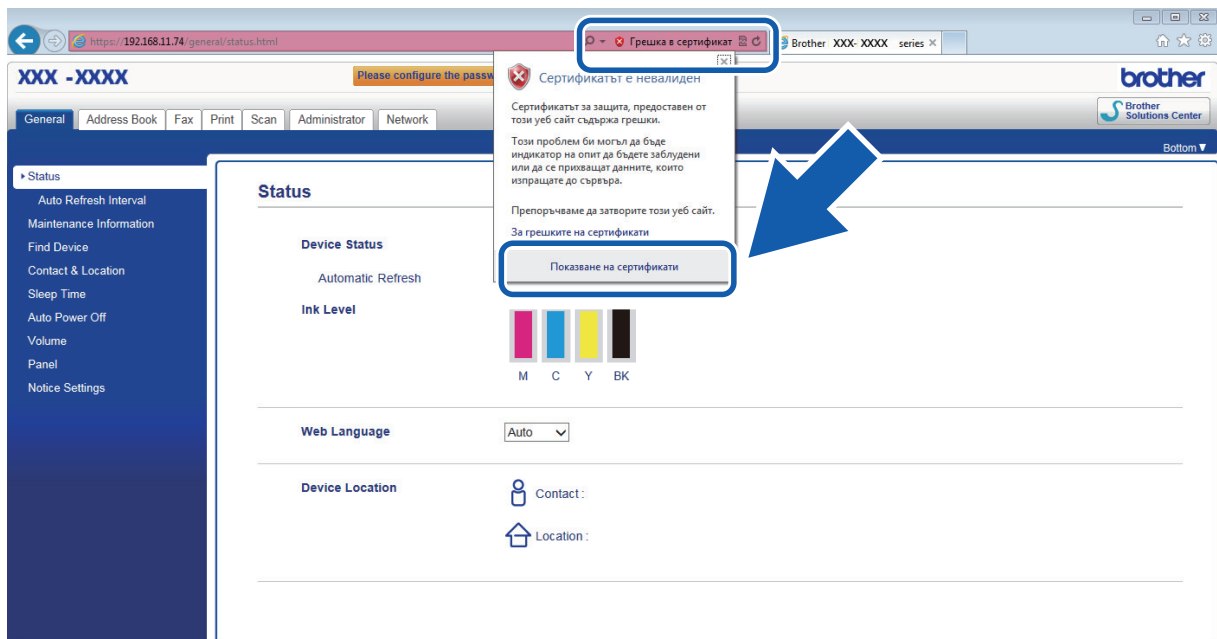 https://192.168.11.74/general/status.html
Грешка в сертификат
Brother XXX- XXXX series
XXX -XXXX
Please configure the passw
Сертификатът е невалиден
brother
General
Address Book
Fax
Print
Scan
Administrator
Network
Brother
Solutions Center
Сертификатът за защита, предоставен от
този уеб сайт съдържа грешки.
Този проблем би могъл да бъде
индикатор на опит да бъдете заблудени
или да се прихващат данните, които
изпращате до сървъра.
Препоръчваме да затворите този уеб сайт.
За грешките на сертификати
Показване на сертификати
Bottom▼
Status
Auto Refresh Interval
Maintenance Information
Find Device
Contact & Location
Sleep Time
Auto Power Off
Volume
Panel
Notice Settings
Status
Device Status
Automatic Refresh
Ink Level
M C Y BK
Web Language
Auto
Device Location
Contact :
Location :